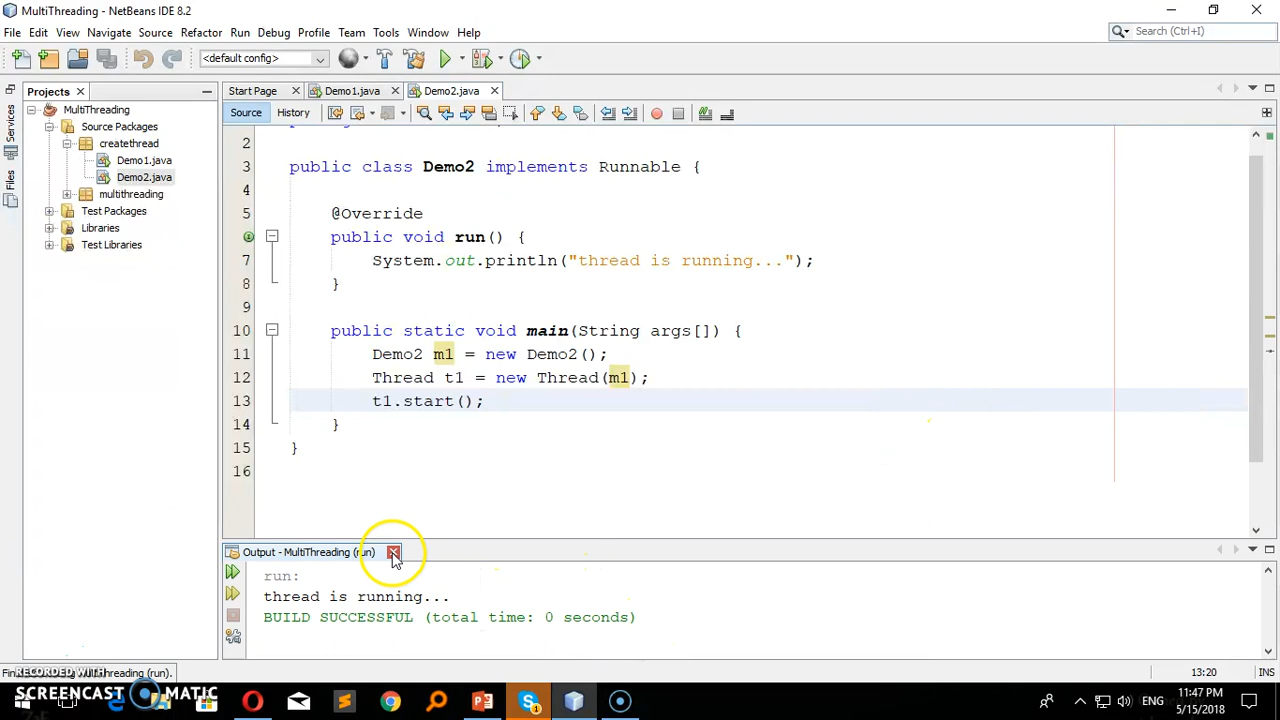 MultiThreading - NetBeans IDE 8.2
File Edit View Navigate Source Refactor Run Debug Profile Team Tools Window Help
Search (Ctrl+I)
<default config>
Projects
Start Page
Demo1.java
Demo2.java
Source
History
Services
Files
MultiThreading
Source Packages
createthread
Demo1.java
Demo2.java
multithreading
Test Packages
Libraries
Test Libraries
2
3 public class Demo2 implements Runnable {
4
5 @Override
public void run() {
7 System.out.println("thread is running...");
8 }
9
10 public static void main(String args[]) {
11 Demo2 m1 = new Demo2();
12 Thread t1 = new Thread(m1);
13 t1.start();
14 }
15 }
16
Output - MultiThreading (run)
run:
thread is running...
BUILD SUCCESSFUL (total time: 0 seconds)
MultiThreading (run).
13:20
INS
RECORDED WITH
SCREENCAST MATIC
ENG
11:47 PM
5/15/2018